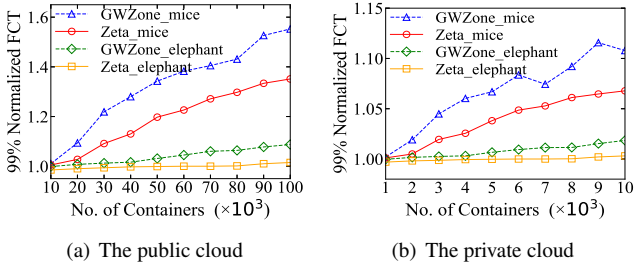 1.6
1.4
1.2
1.0
99% Normalized FCT
GWZone_mice
Zeta_mice
GWZone_elephant
Zeta_elephant
10 20 30 40 50 60 70 80 90 100
No. of Containers (×10³)
(a) The public cloud
1.15
1.10
1.05
1.00
99% Normalized FCT
GWZone_mice
Zeta_mice
GWZone_elephant
Zeta_elephant
1 2 3 4 5 6 7 8 9 10
No. of Containers (×10³)
(b) The private cloud